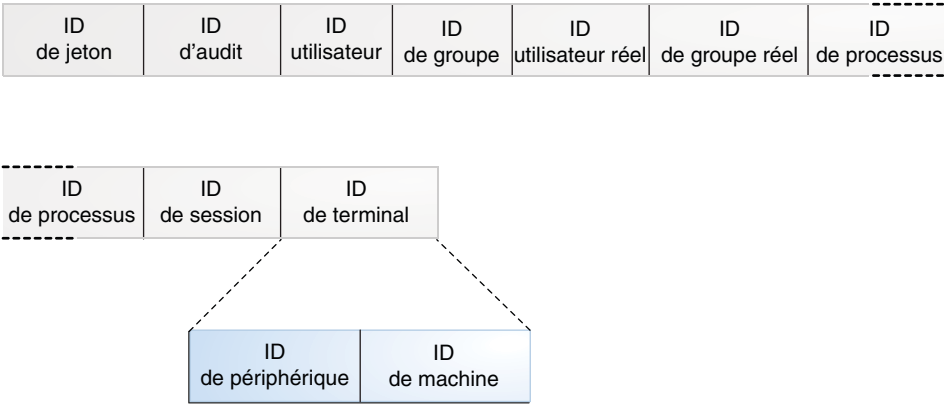 ID
de jeton
ID
d'audit
ID
utilisateur
ID
de groupe
ID
utilisateur réel
ID
de groupe réel
ID
de processus
ID
de processus
ID
de session
ID
de terminal
ID
de périphérique
ID
de machine